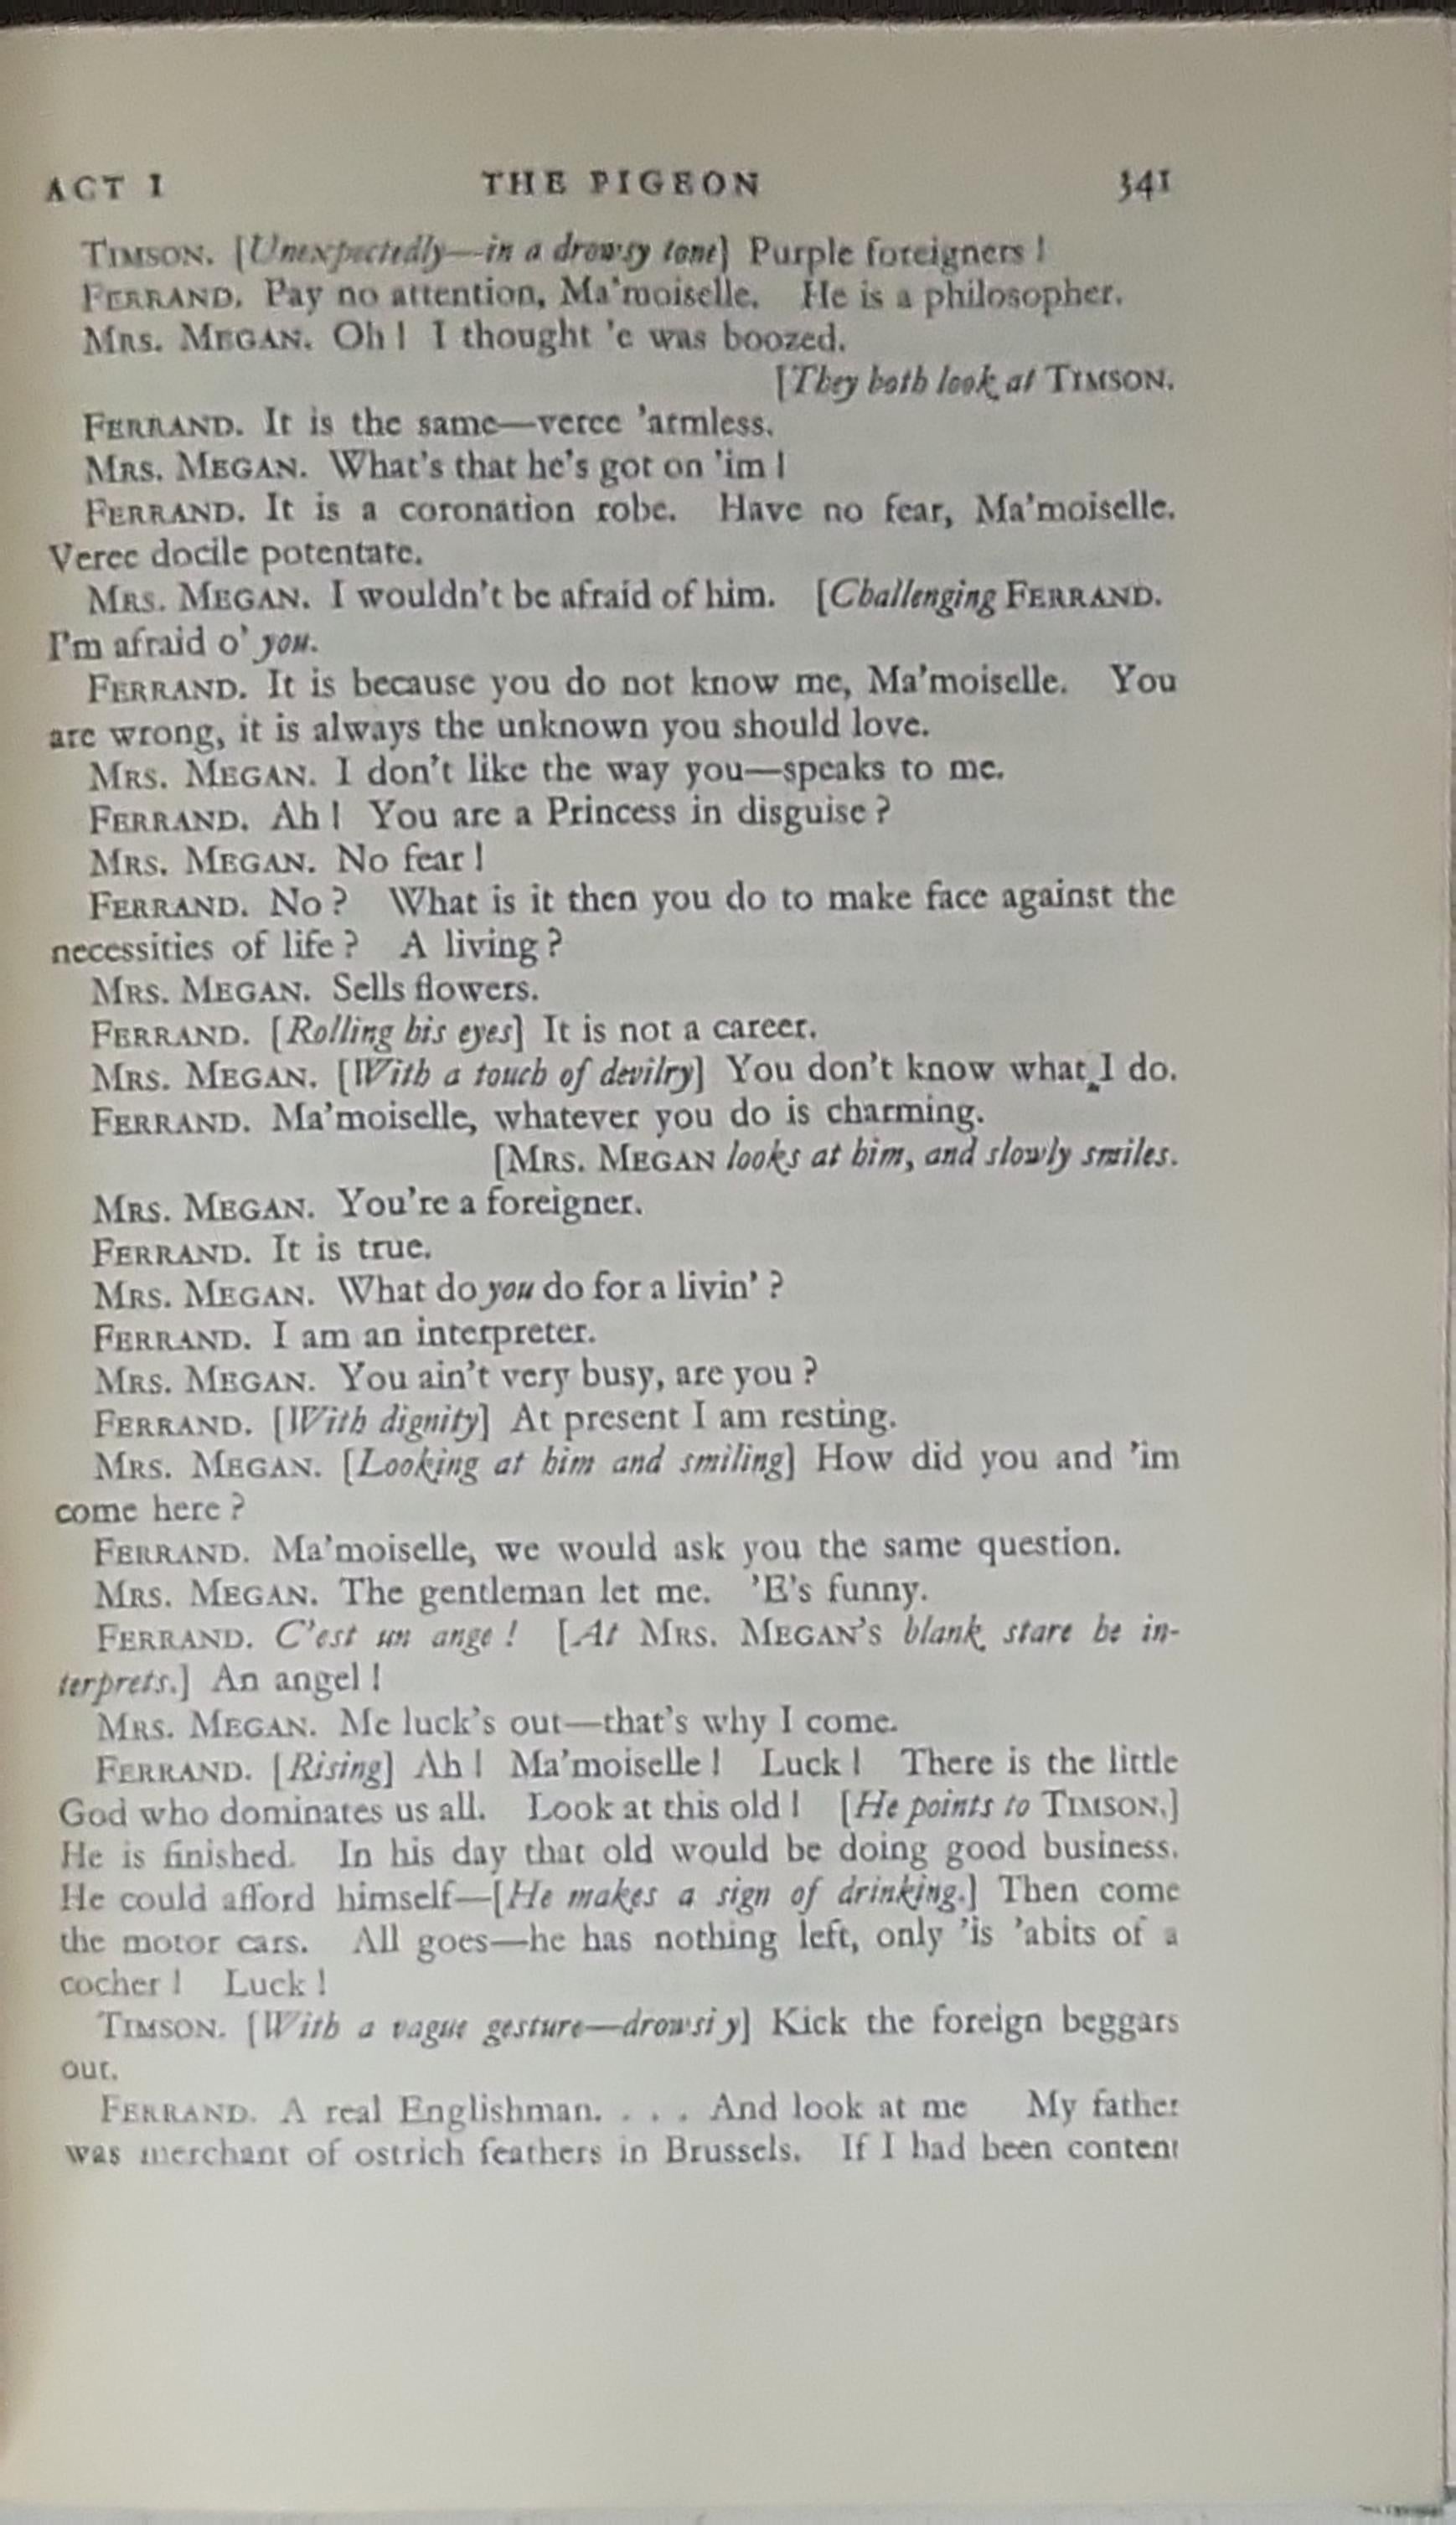 ACT I THE PIGEON 341
TIMSON. [Unexpectedly—in a drowsy tone] Purple foreigners !
FERRAND. Pay no attention, Ma'moiselle. He is a philosopher.
MRS. MEGAN. Oh ! I thought 'e was boozed.
[They both look at TIMSON.
FERRAND. It is the same—veree 'armless.
MRS. MEGAN. What's that he's got on 'im !
FERRAND. It is a coronation robe. Have no fear, Ma'moiselle.
Veree docile potentate.
MRS. MEGAN. I wouldn't be afraid of him. [Challenging FERRAND.
I'm afraid o' you.
FERRAND. It is because you do not know me, Ma'moiselle. You
are wrong, it is always the unknown you should love.
MRS. MEGAN. I don't like the way you—speaks to me.
FERRAND. Ah ! You are a Princess in disguise ?
MRS. MEGAN. No fear !
FERRAND. No ? What is it then you do to make face against the
necessities of life ? A living ?
MRS. MEGAN. Sells flowers.
FERRAND. [Rolling his eyes] It is not a career.
MRS. MEGAN. [With a touch of devilry] You don't know what I do.
FERRAND. Ma'moiselle, whatever you do is charming.
[MRS. MEGAN looks at him, and slowly smiles.
MRS. MEGAN. You're a foreigner.
FERRAND. It is true.
MRS. MEGAN. What do you do for a livin' ?
FERRAND. I am an interpreter.
MRS. MEGAN. You ain't very busy, are you ?
FERRAND. [With dignity] At present I am resting.
MRS. MEGAN. [Looking at him and smiling] How did you and 'im
come here ?
FERRAND. Ma'moiselle, we would ask you the same question.
MRS. MEGAN. The gentleman let me. 'E's funny.
FERRAND. C'est un ange ! [At MRS. MEGAN'S blank stare he in-
terprets.] An angel !
MRS. MEGAN. Me luck's out—that's why I come.
FERRAND. [Rising] Ah ! Ma'moiselle ! Luck ! There is the little
God who dominates us all. Look at this old ! [He points to TIMSON.]
He is finished. In his day that old would be doing good business.
He could afford himself—[He makes a sign of drinking.] Then come
the motor cars. All goes—he has nothing left, only 'is 'abits of a
cocher ! Luck !
TIMSON. [With a vague gesture—drowsi y] Kick the foreign beggars
out.
FERRAND. A real Englishman. . . . And look at me My father
was merchant of ostrich feathers in Brussels. If I had been content